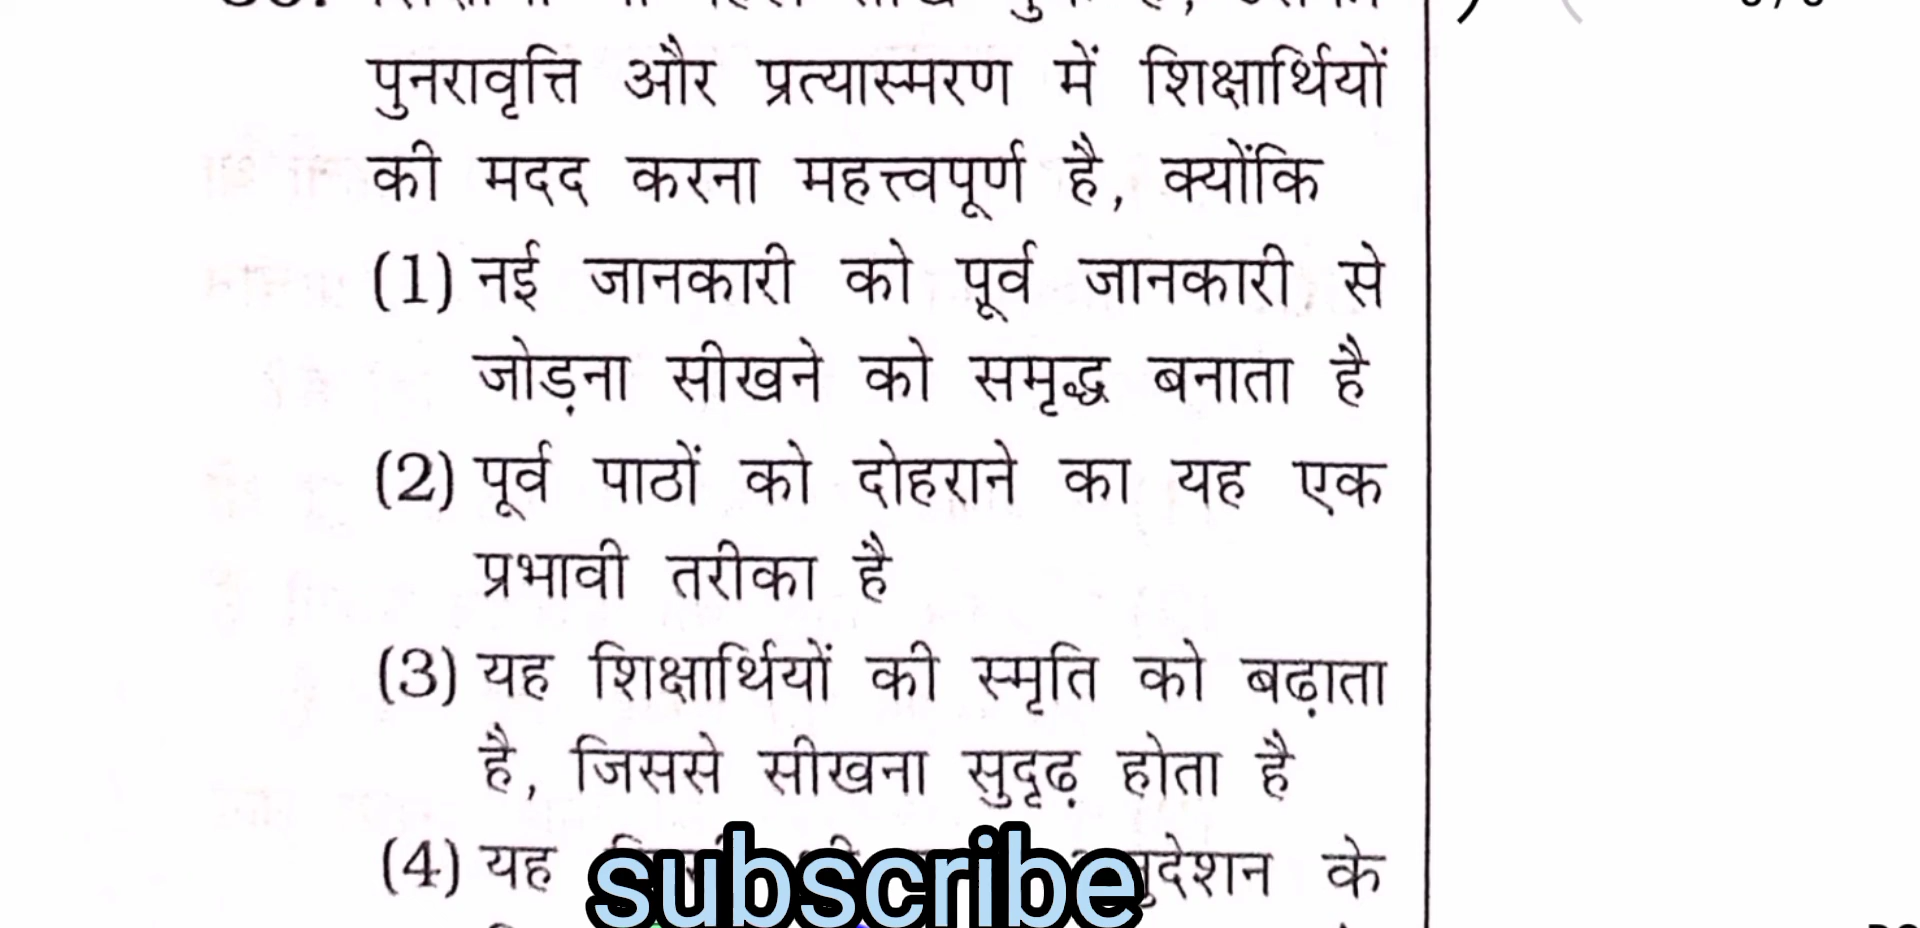 पुनरावृत्ति और प्रत्यास्मरण में शिक्षार्थियों
की मदद करना महत्त्वपूर्ण है, क्योंकि
(1) नई जानकारी को पूर्व जानकारी से
जोड़ना सीखने को समृद्ध बनाता है
(2) पूर्व पाठों को दोहराने का यह एक
प्रभावी तरीका है
(3) यह शिक्षार्थियों की स्मृति को बढ़ाता
है, जिससे सीखना सुदृढ़ होता है
(4) यह के
subscribe